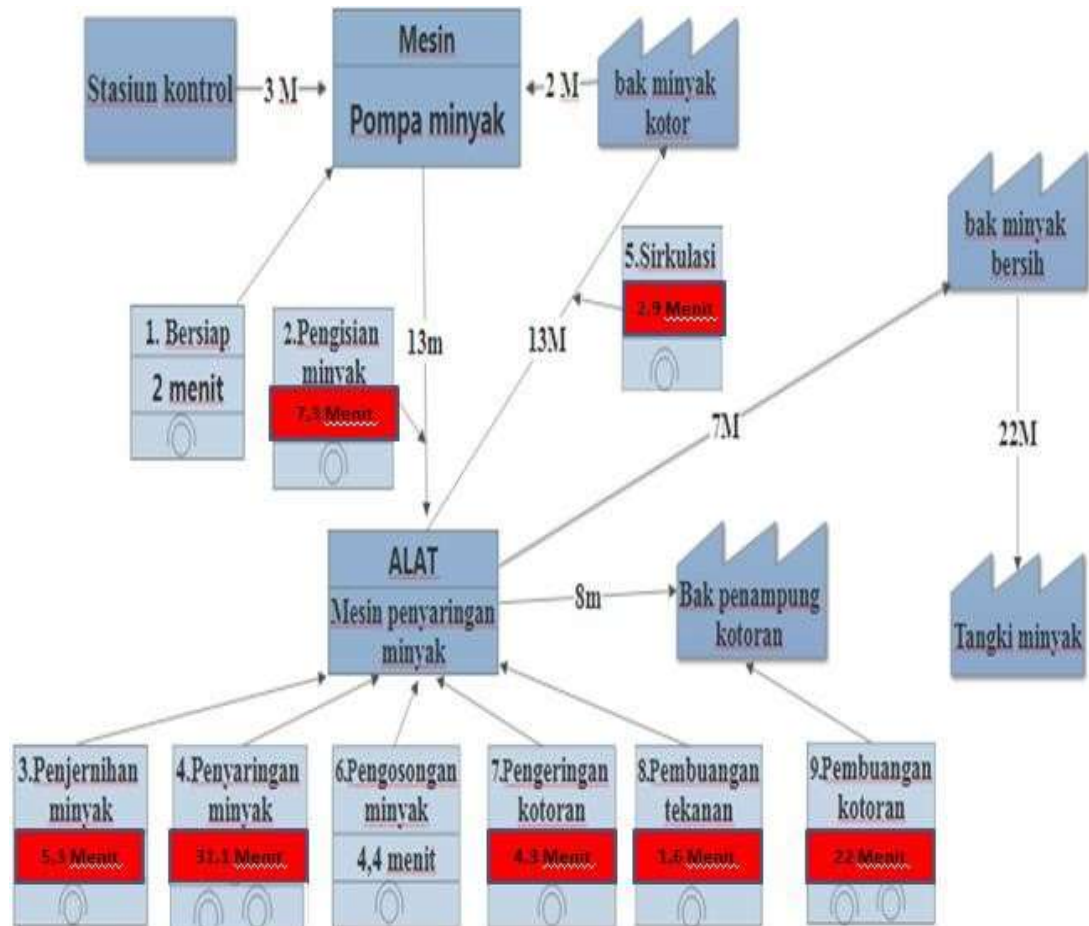 Mesin
Stasiun kontrol
3 M
Pompa minyak
2 M
bak minyak
kotor
bak minyak
bersih
5.Sirkulasi
2,9 Menit
1. Bersiap
2 menit
2.Pengisian
minyak
7,3 Menit
13m
13M
7M
22M
ALAT
Mesin penyaringan
minyak
8m
Bak penampung
kotoran
Tangki minyak
3.Penjernihan
minyak
5,3 Menit
4.Penyaringan
minyak
31,1 Menit
6.Pengosongan
minyak
4,4 menit
7.Pengeringan
kotoran
4,3 Menit
8.Pembuangan
tekanan
1,6 Menit
9.Pembuangan
kotoran
22 Menit